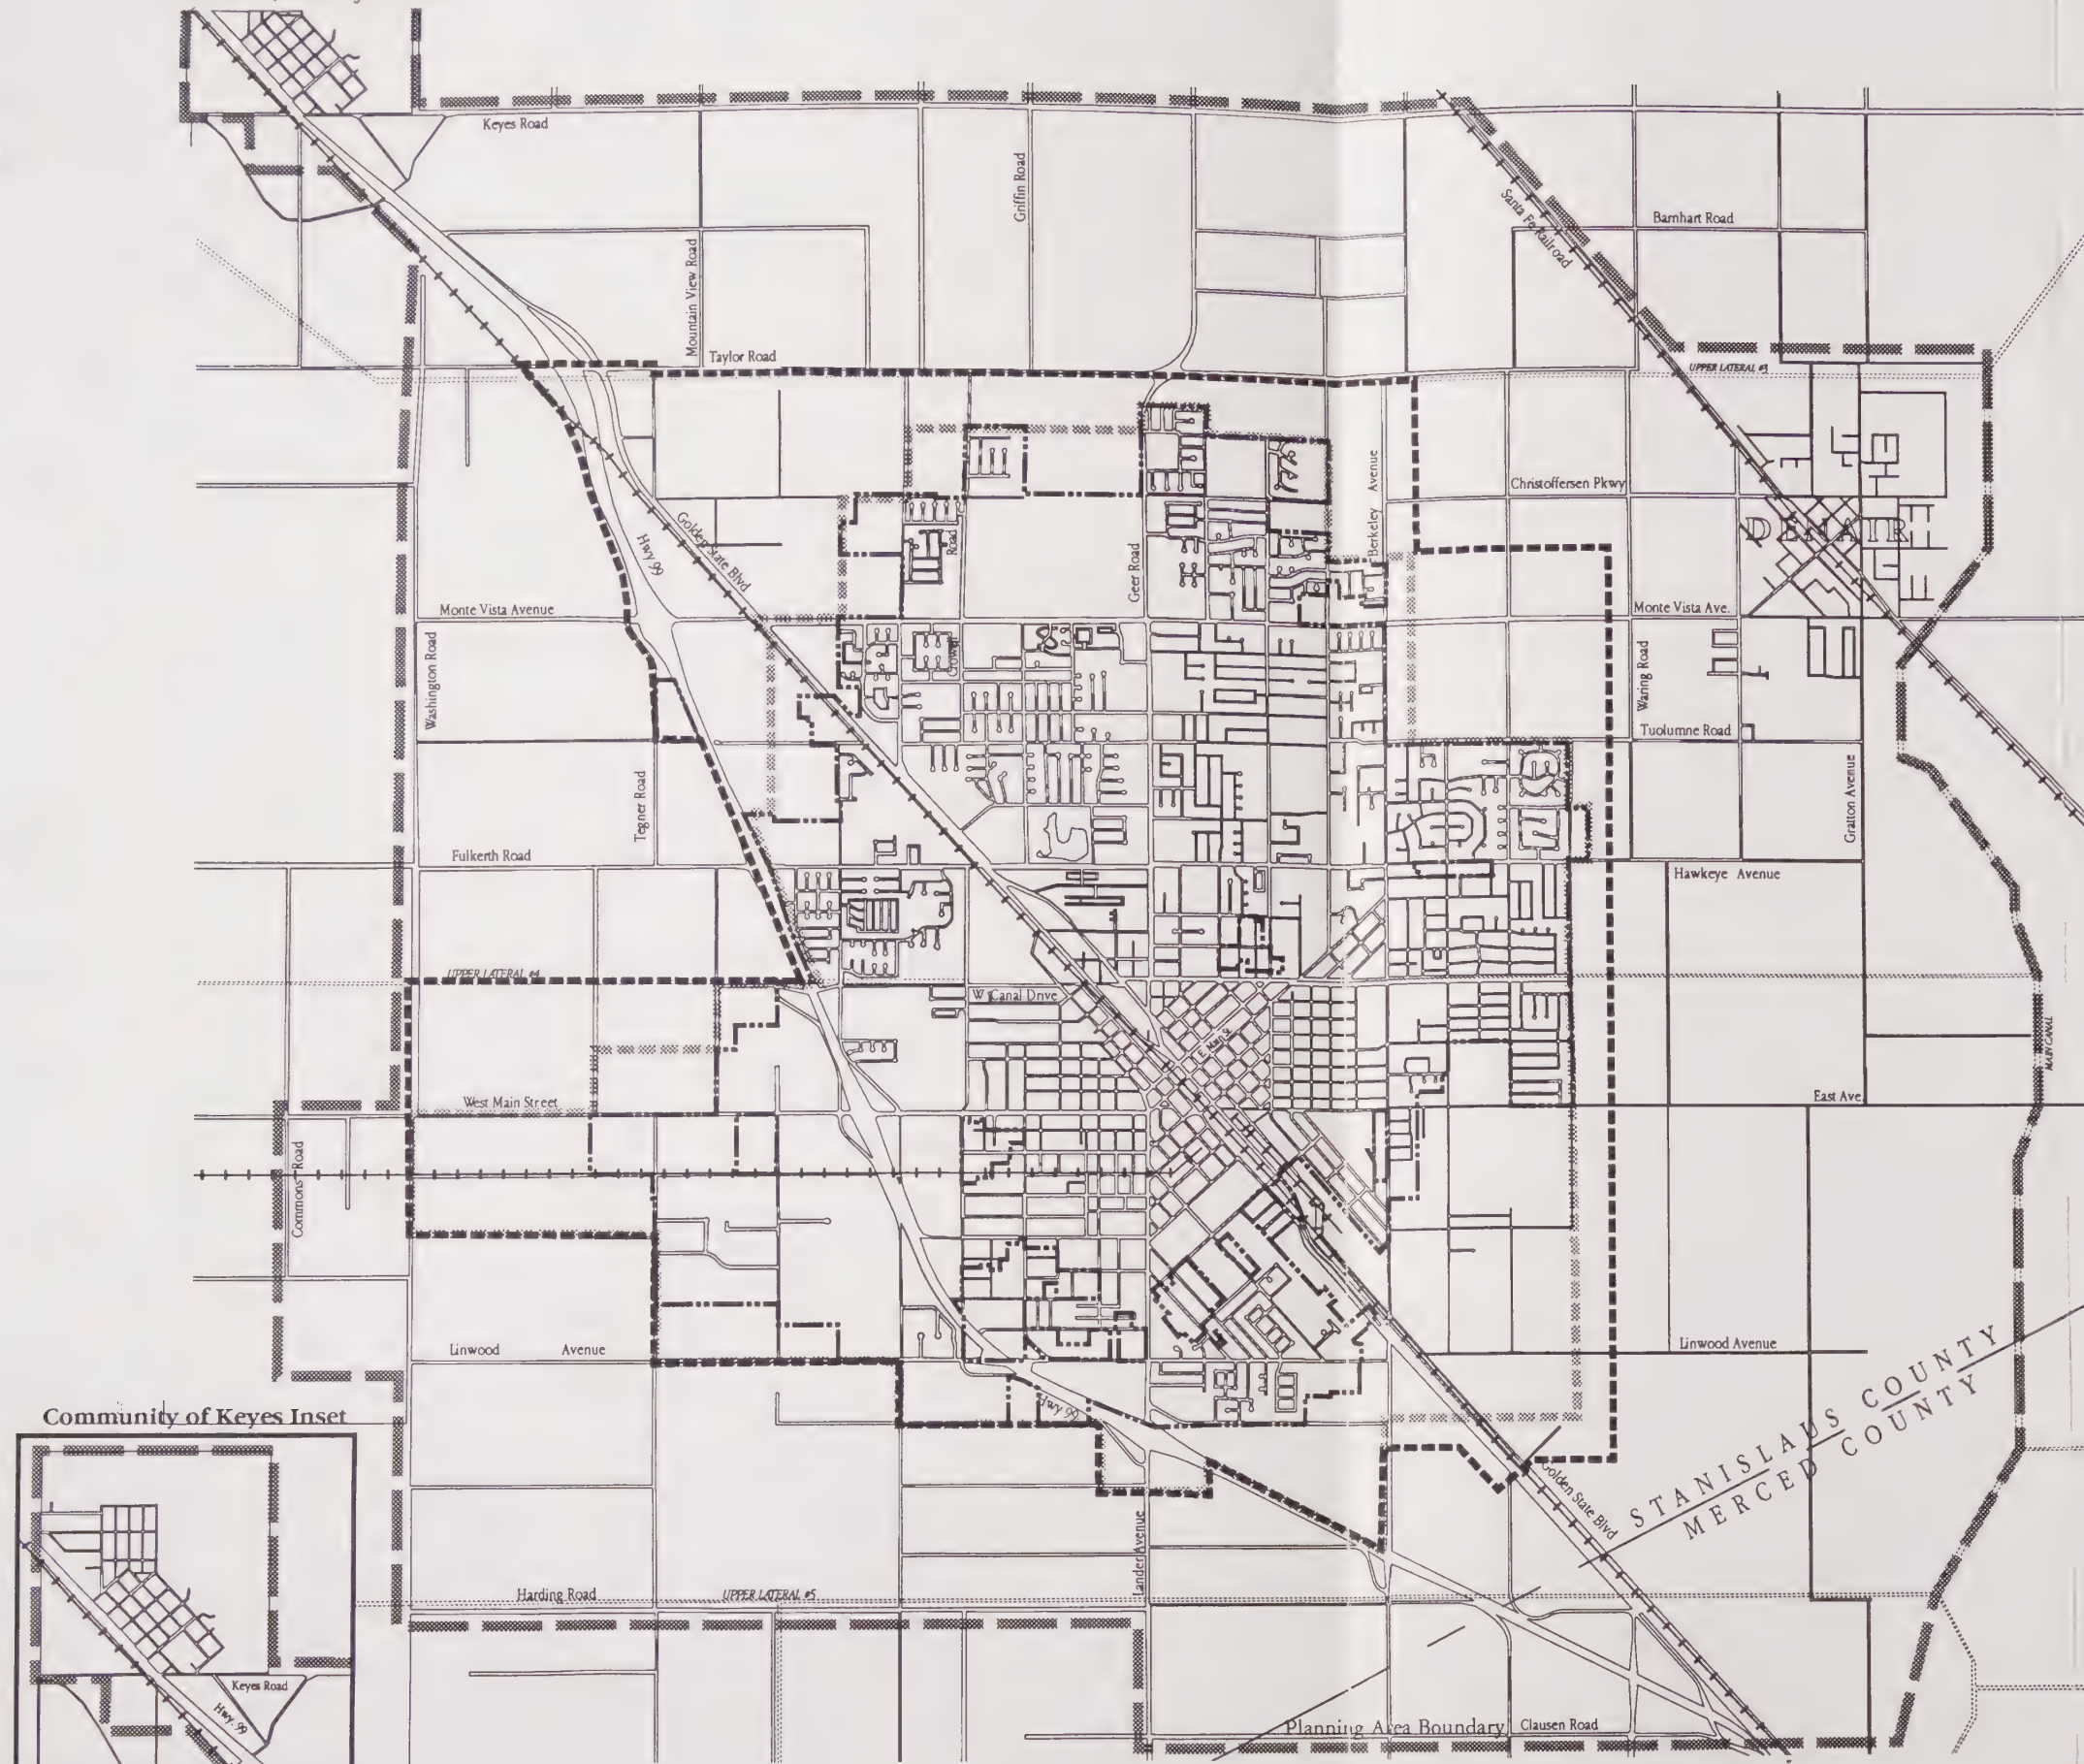 Keyes Road
Griffin Road
Santa Fe Railroad
Barnhart Road
Mountain View Road
Taylor Road
UPPER LATERAL #3
Berkeley Avenue
Christoffersen Pkwy
DENAIR
Golden State Blvd
Hwy 99
Road
Geer Road
Monte Vista Avenue
Monte Vista Ave.
Washington Road
Crowell
Waring Road
Tuolumne Road
Tegner Road
Gratton Avenue
Fulkerth Road
Hawkeye Avenue
UPPER LATERAL #4
W Canal Drive
E. Main St.
MAIN CANAL
West Main Street
East Ave
Commons Road
Linwood Avenue
Linwood Avenue
STANISLAUS COUNTY
MERCED COUNTY
Community of Keyes Inset
Hwy 99
Golden State Blvd
Lander Avenue
Harding Road
UPPER LATERAL #5
Keyes Road
Hwy. 99
Planning Area Boundary
Clausen Road